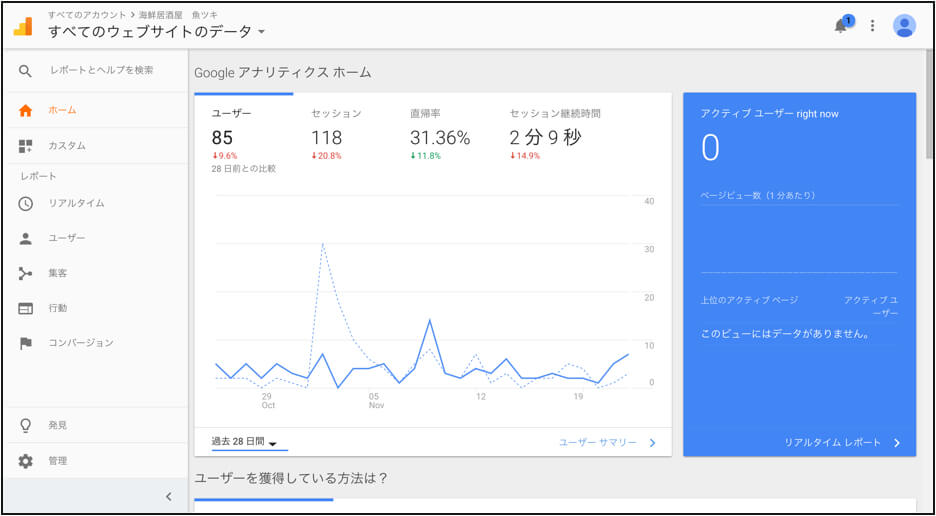 すべてのアカウント > 海鮮居酒屋 魚ツキ
すべてのウェブサイトのデータ
1
レポートとヘルプを検索
ホーム
カスタム
レポート
リアルタイム
ユーザー
集客
行動
コンバージョン
発見
管理
Google アナリティクス ホーム
ユーザー セッション 直帰率 セッション継続時間
85 118 31.36% 2 分 9 秒
↓9.6% ↓20.8% ↓11.8% ↓14.9%
28 日前との比較
40
30
20
10
0
29 05 12 19
Oct Nov
過去 28 日間
ユーザー サマリー
アクティブ ユーザー right now
0
ページビュー数（1 分あたり）
上位のアクティブ ページ アクティブ ユ
ーザー
このビューにはデータがありません。
リアルタイム レポート
ユーザーを獲得している方法は？